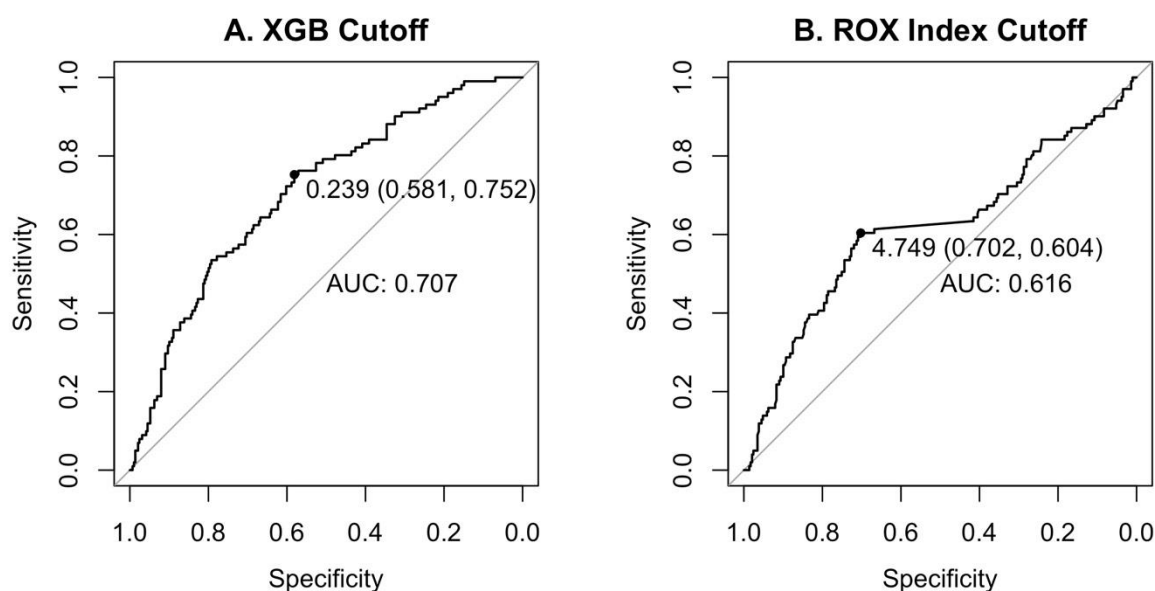 A. XGB Cutoff
Sensitivity
1.0
0.8
0.6
0.4
0.2
0.0
0.239 (0.581, 0.752)
AUC: 0.707
1.0 0.8 0.6 0.4 0.2 0.0
Specificity
B. ROX Index Cutoff
Sensitivity
1.0
0.8
0.6
0.4
0.2
0.0
4.749 (0.702, 0.604)
AUC: 0.616
1.0 0.8 0.6 0.4 0.2 0.0
Specificity